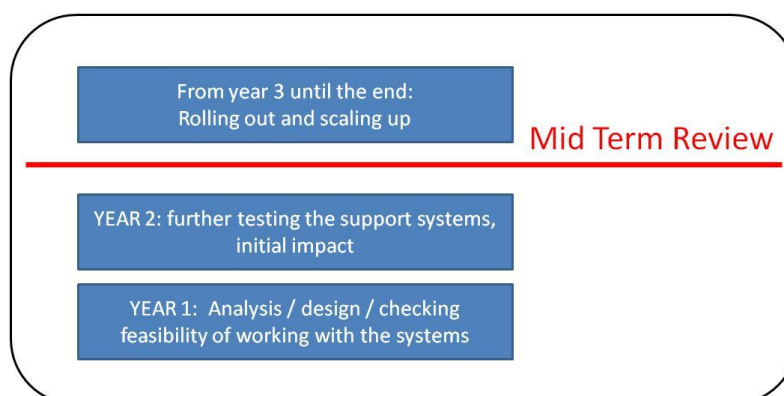 From year 3 until the end:
Rolling out and scaling up
Mid Term Review
YEAR 2: further testing the support systems,
initial impact
YEAR 1:  Analysis / design / checking
feasibility of working with the systems